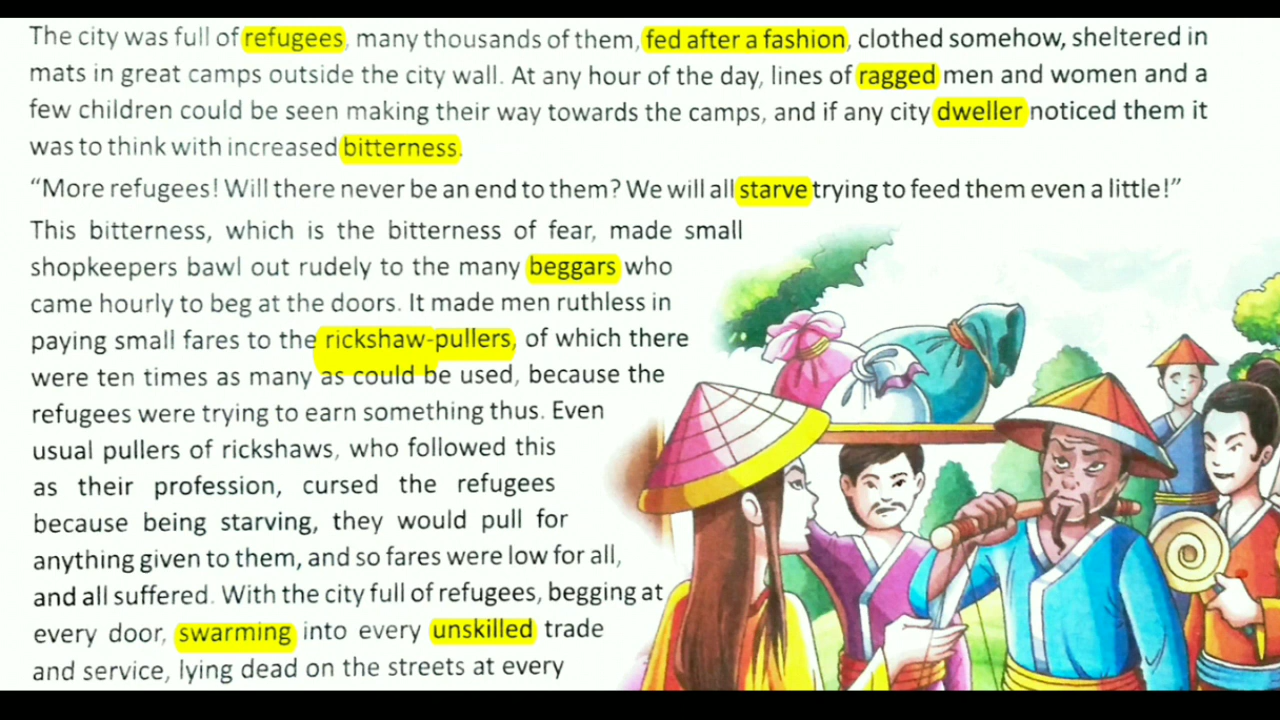 The city was full of refugees, many thousands of them, fed after a fashion, clothed somehow, sheltered in
mats in great camps outside the city wall. At any hour of the day, lines of ragged men and women and a
few children could be seen making their way towards the camps, and if any city dweller noticed them it
was to think with increased bitterness.
“More refugees! Will there never be an end to them? We will all starve trying to feed them even a little!”
This bitterness, which is the bitterness of fear, made small
shopkeepers bawl out rudely to the many beggars who
came hourly to beg at the doors. It made men ruthless in
paying small fares to the rickshaw-pullers, of which there
were ten times as many as could be used, because the
refugees were trying to earn something thus. Even
usual pullers of rickshaws, who followed this
as their profession, cursed the refugees
because being starving, they would pull for
anything given to them, and so fares were low for all,
and all suffered. With the city full of refugees, begging at
every door, swarming into every unskilled trade
and service, lying dead on the streets at every